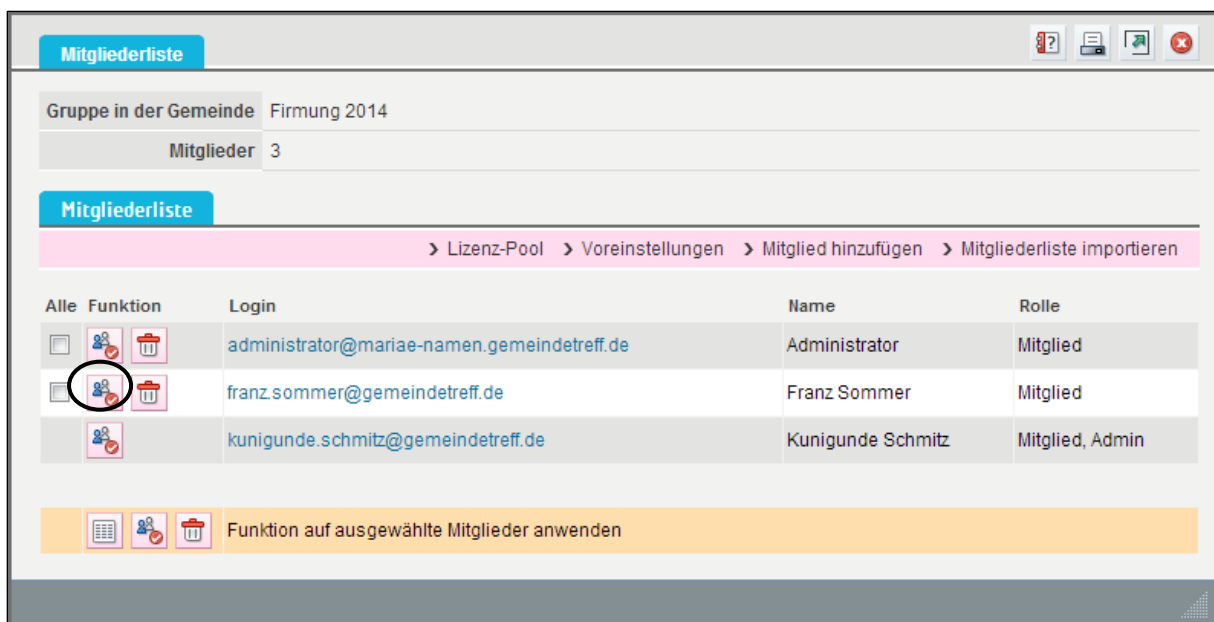 Mitgliederliste
Gruppe in der Gemeinde Firmung 2014
Mitglieder 3
Mitgliederliste
Lizenz-Pool Voreinstellungen Mitglied hinzufügen Mitgliederliste importieren
Alle Funktion Login Name Rolle
administrator@mariae-namen.gemeindetreff.de Administrator Mitglied
franz.sommer@gemeindetreff.de Franz Sommer Mitglied
kunigunde.schmitz@gemeindetreff.de Kunigunde Schmitz Mitglied, Admin
Funktion auf ausgewählte Mitglieder anwenden